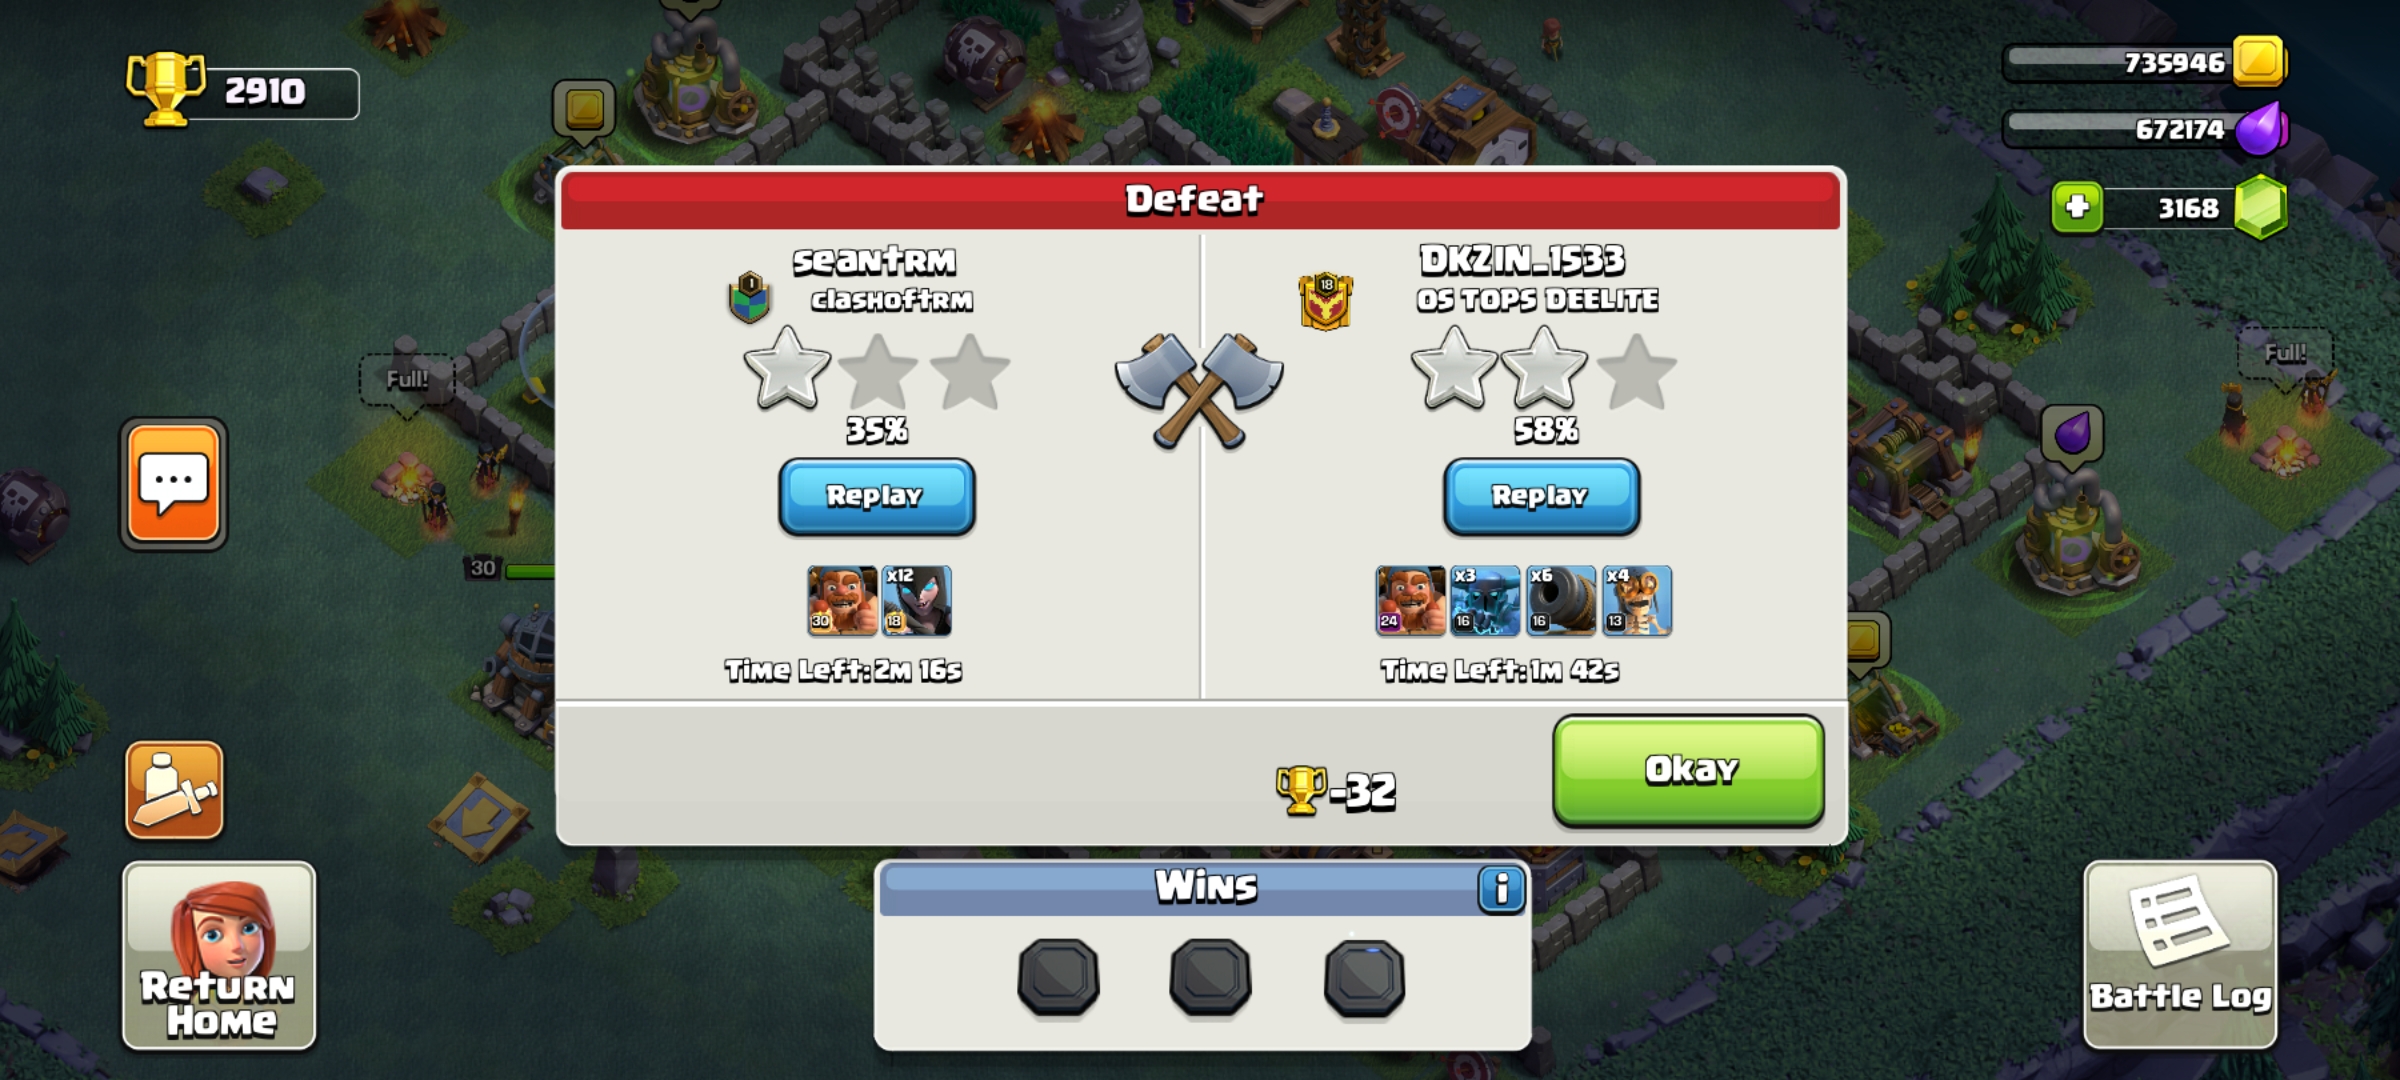 2910
735946
672174
3168
Defeat
seantrm
clashoftrm
1
35%
Replay
30
x12
18
Time Left:2m 16s
DKZIN_1533
OS TOPS DEELITE
18
58%
Replay
24
x3
16
x6
16
x4
13
Time Left:1m 42s
Full!
Full!
30
-32
Okay
Wins
i
Return
Home
Battle Log